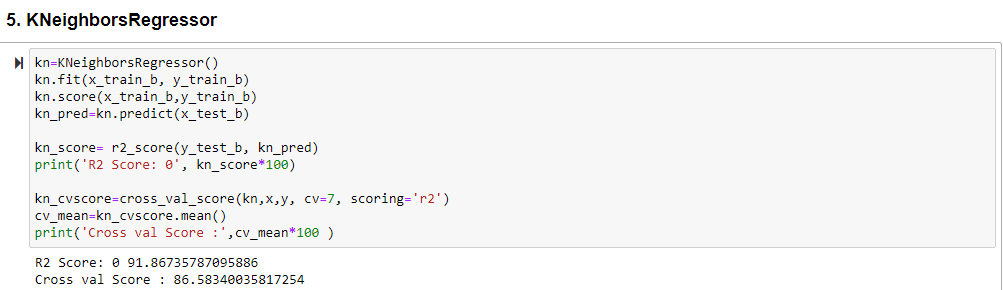 5. KNeighborsRegressor
kn=KNeighborsRegressor()
kn.fit(x_train_b, y_train_b)
kn.score(x_train_b,y_train_b)
kn_pred=kn.predict(x_test_b)
kn_score= r2_score(y_test_b, kn_pred)
print('R2 Score: 0', kn_score*100)
kn_cvscore=cross_val_score(kn,x,y, cv=7, scoring='r2')
cv_mean=kn_cvscore.mean()
print('Cross val Score :',cv_mean*100 )
R2 Score: 0 91.86735787095886
Cross val Score : 86.58340035817254